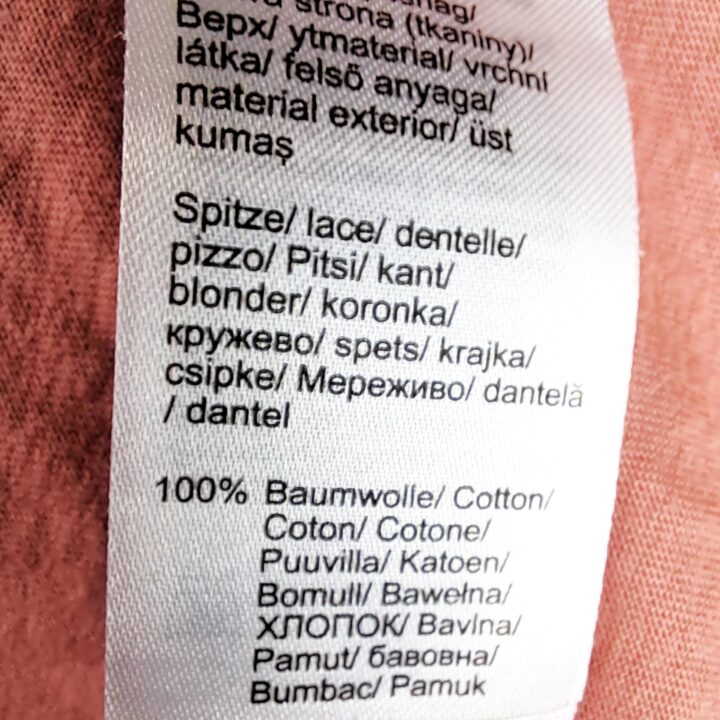 strona (tkaniny)/
Верх/ ytmaterial/ vrchní
látka/ felső anyaga/
material exterior/ üst
kumaş
Spitze/ lace/ dentelle/
pizzo/ Pitsi/ kant/
blonder/ koronka/
кружево/ spets/ krajka/
csipke/ Мереживо/ dantelă
/ dantel
100% Baumwolle/ Cotton/
Coton/ Cotone/
Puuvilla/ Katoen/
Bomull/ Bawełna/
ХЛОПОК/ Bavlna/
Pamut/ бавовна/
Bumbac/ Pamuk